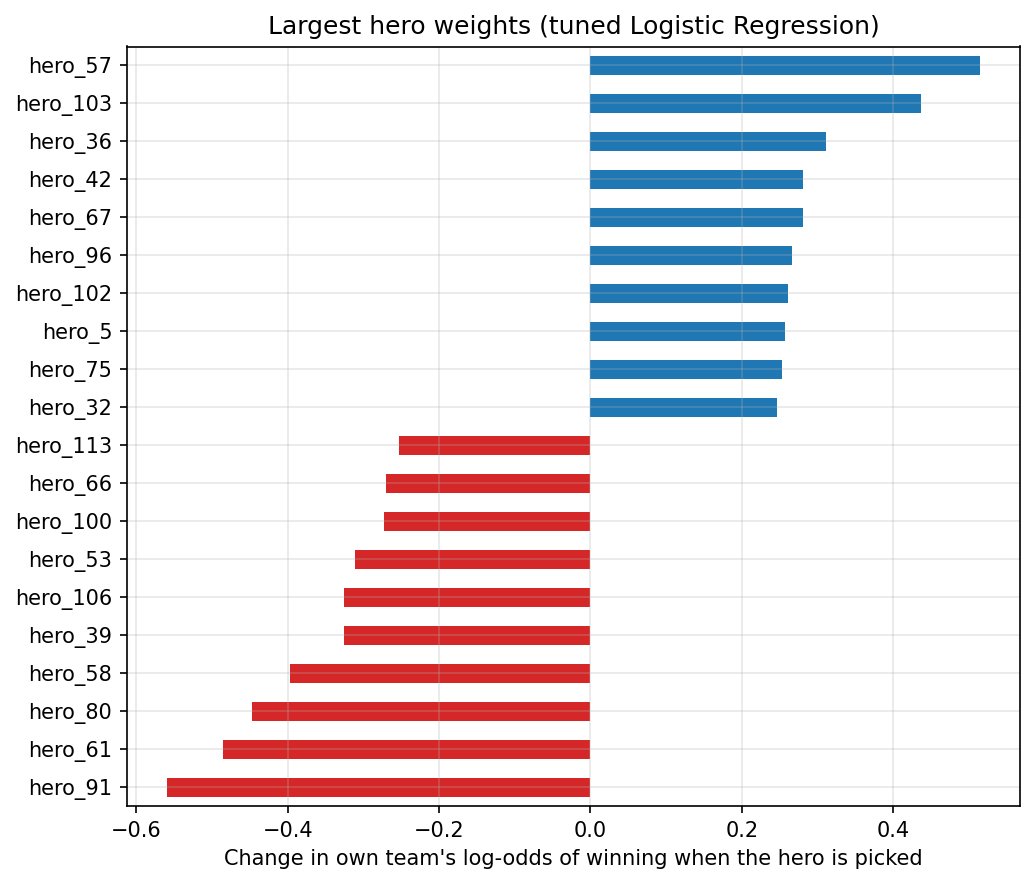 Largest hero weights (tuned Logistic Regression)
hero_57
hero_103
hero_36
hero_42
hero_67
hero_96
hero_102
hero_5
hero_75
hero_32
hero_113
hero_66
hero_100
hero_53
hero_106
hero_39
hero_58
hero_80
hero_61
hero_91
−0.6 −0.4 −0.2 0.0 0.2 0.4
Change in own team's log-odds of winning when the hero is picked